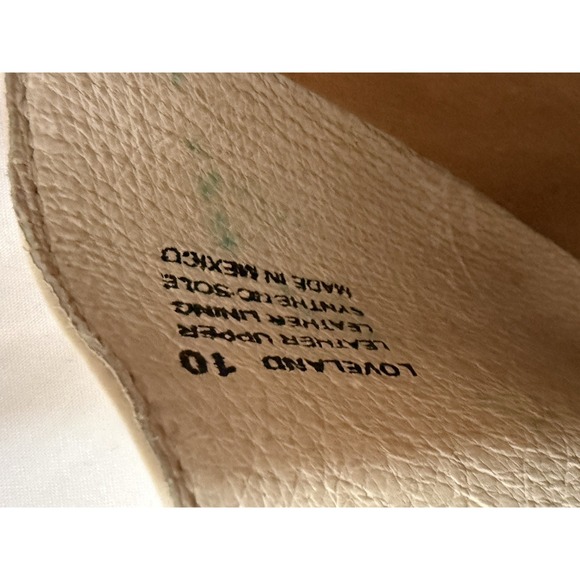 LOVELAND 10
LEATHER UPPER
LEATHER LINING
SYNTHETIC SOLE
MADE IN MEXICO